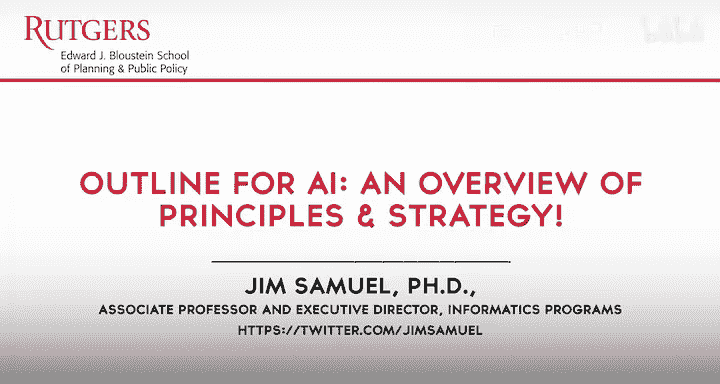 RUTGERS
Edward J. Bloustein School
of Planning & Public Policy
OUTLINE FOR AI: AN OVERVIEW OF
PRINCIPLES & STRATEGY!
JIM SAMUEL, PH.D.,
ASSOCIATE PROFESSOR AND EXECUTIVE DIRECTOR, INFORMATICS PROGRAMS
HTTPS://TWITTER.COM/JIMSAMUEL